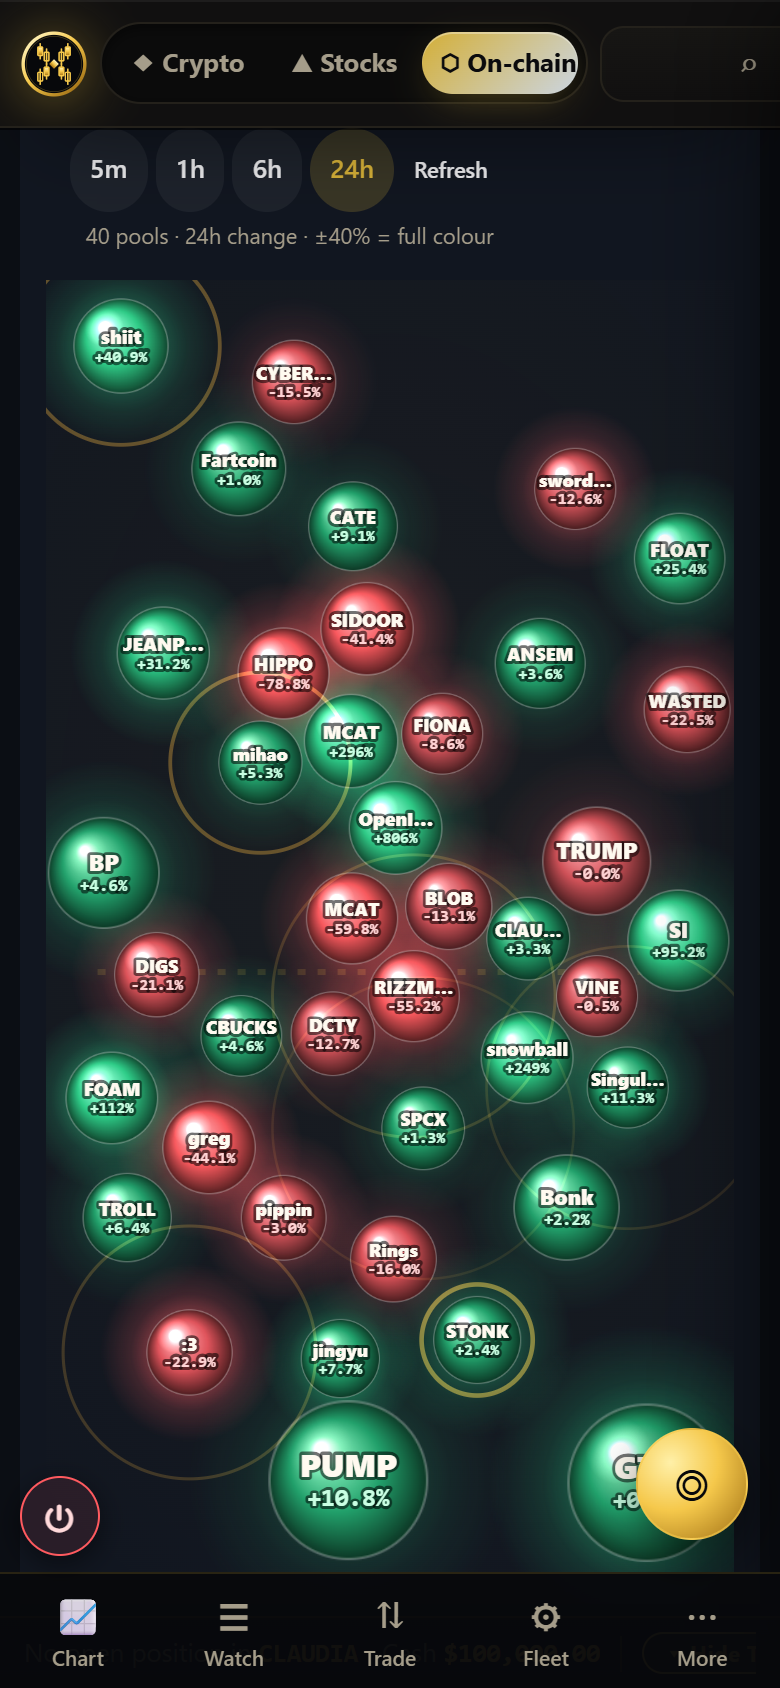 ◆ Crypto ▲ Stocks ⬡ On-chain
5m 1h 6h 24h Refresh
40 pools · 24h change · ±40% = full colour
shiit
+40.9%
CYBER...
-15.5%
Fartcoin
+1.0%
sword...
-12.6%
CATE
+9.1%
FLOAT
+25.4%
SIDOOR
-41.4%
JEANP...
+31.2%
HIPPO
-78.8%
ANSEM
+3.6%
WASTED
-22.5%
MCAT
+296%
FIONA
-8.6%
mihao
+5.3%
OpenI...
+806%
BP
+4.6%
TRUMP
-0.0%
MCAT
-59.8%
BLOB
-13.1%
CLAU...
+3.3%
SI
+95.2%
DIGS
-21.1%
RIZZM...
-55.2%
VINE
-0.5%
CBUCKS
+4.6%
DCTY
-12.7%
snowball
+249%
Singul...
+11.3%
FOAM
+112%
SPCX
+1.3%
greg
-44.1%
Bonk
+2.2%
TROLL
+6.4%
pippin
-3.0%
Rings
-16.0%
:3
-22.9%
jingyu
+7.7%
STONK
+2.4%
PUMP
+10.8%
Chart Watch Trade Fleet More
CLAUDIA